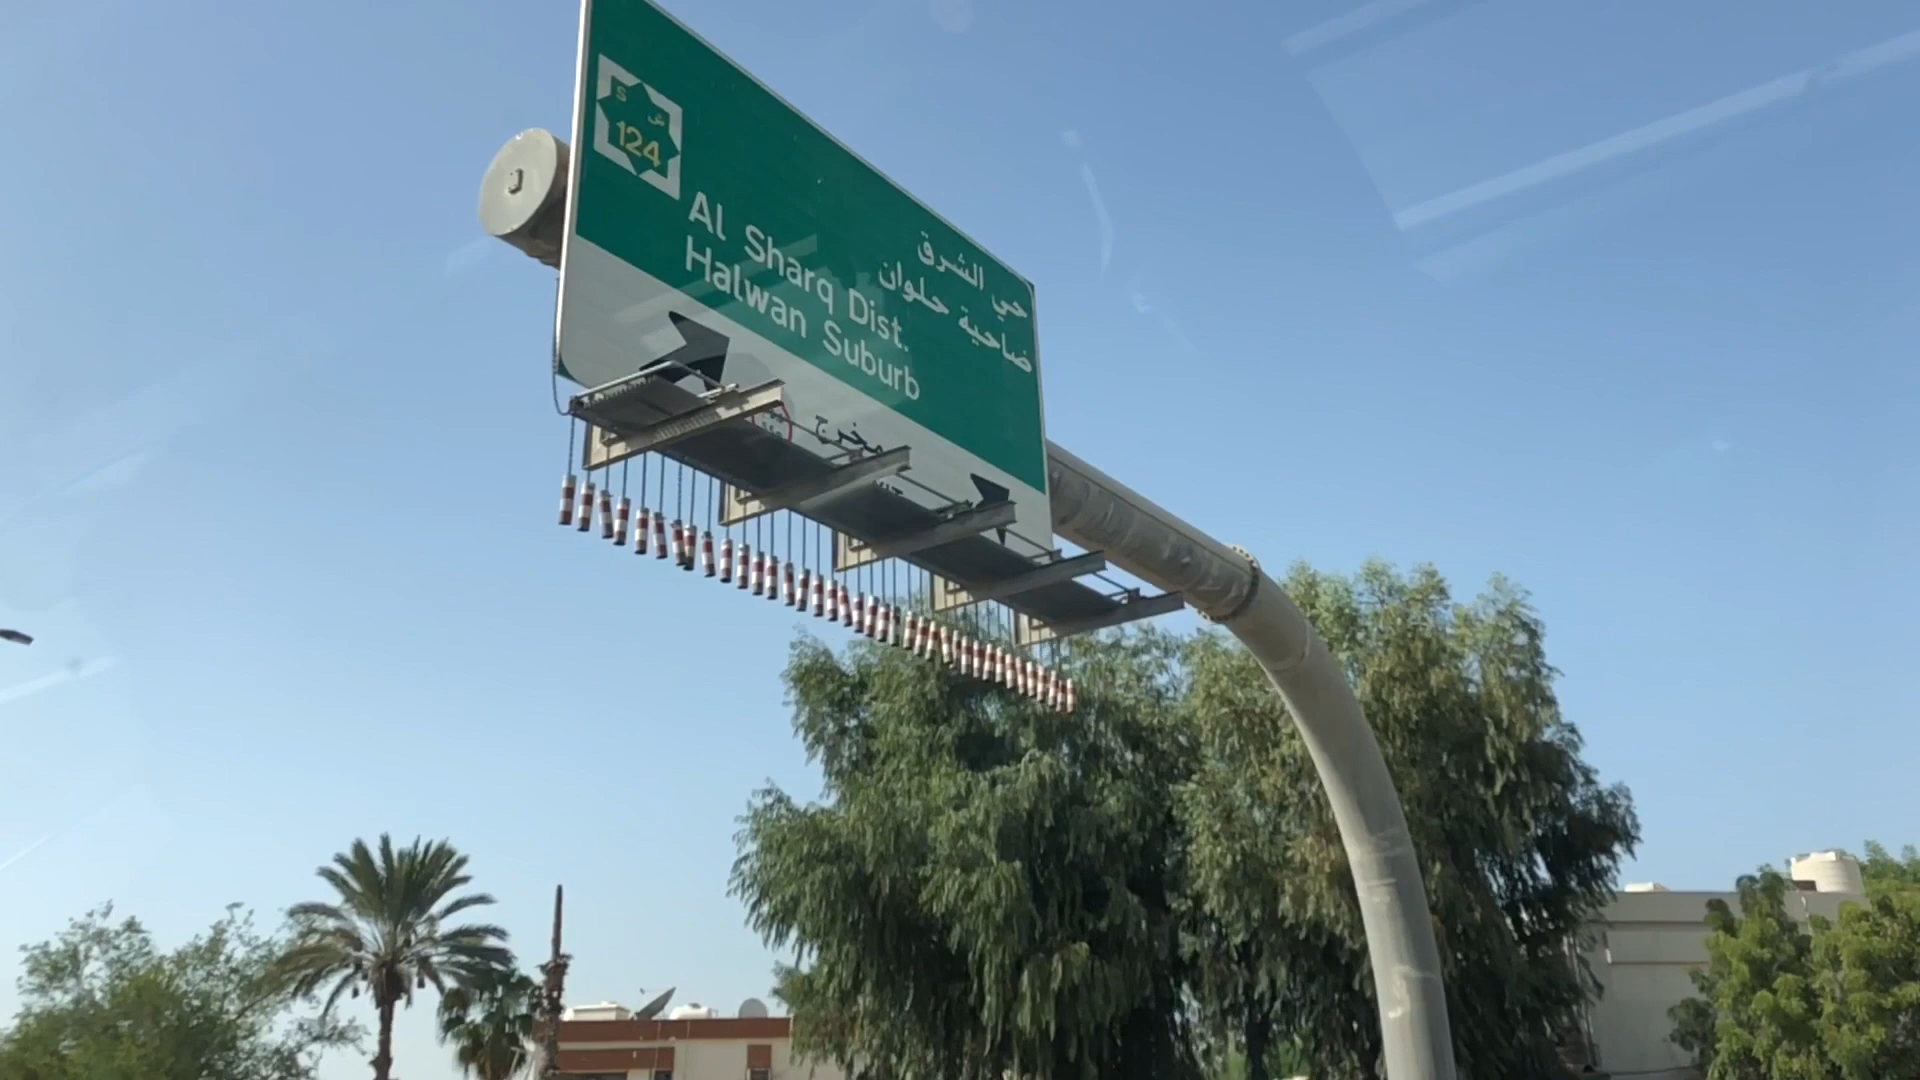 S
ش
124
حي الشرق
ضاحية حلوان
Al Sharq Dist.
Halwan Suburb
مخرج